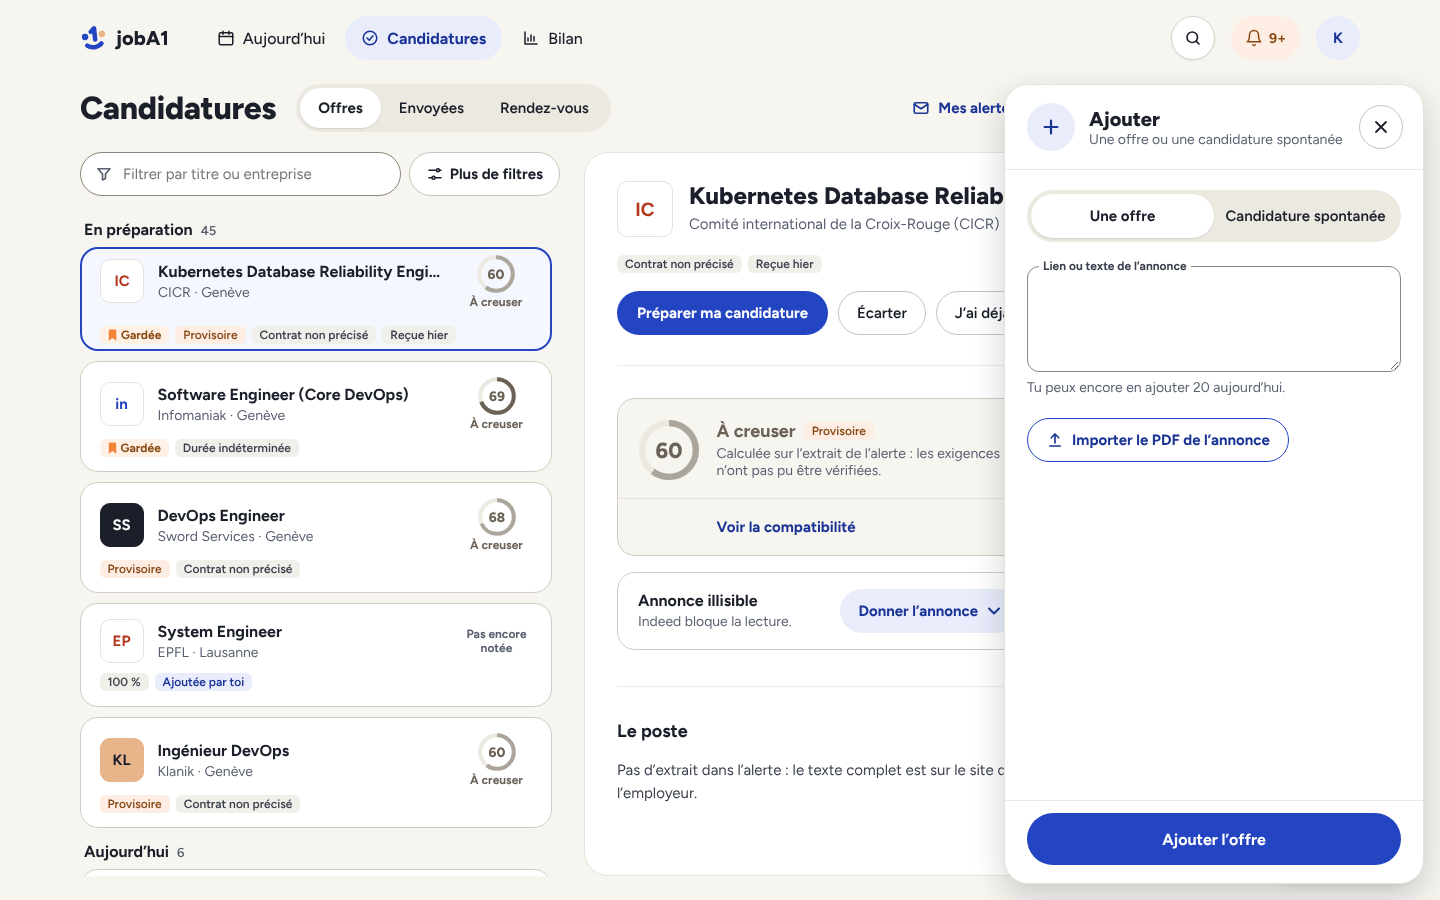 jobA1
Aujourd’hui
Candidatures
Bilan
9+
K
Candidatures
Offres
Envoyées
Rendez-vous
Mes alerte
Filtrer par titre ou entreprise
Plus de filtres
En préparation 45
IC
Kubernetes Database Reliability Engi...
CICR · Genève
60
À creuser
Gardée
Provisoire
Contrat non précisé
Reçue hier
in
Software Engineer (Core DevOps)
Infomaniak · Genève
69
À creuser
Gardée
Durée indéterminée
SS
DevOps Engineer
Sword Services · Genève
68
À creuser
Provisoire
Contrat non précisé
EP
System Engineer
EPFL · Lausanne
Pas encore
notée
100 %
Ajoutée par toi
KL
Ingénieur DevOps
Klanik · Genève
60
À creuser
Provisoire
Contrat non précisé
Aujourd’hui 6
IC
Kubernetes Database Reliab
Comité international de la Croix-Rouge (CICR)
Contrat non précisé
Reçue hier
Préparer ma candidature
Écarter
J’ai déj
60
À creuser
Provisoire
Calculée sur l’extrait de l’alerte : les exigences
n’ont pas pu être vérifiées.
Voir la compatibilité
Annonce illisible
Indeed bloque la lecture.
Donner l’annonce
Le poste
Pas d’extrait dans l’alerte : le texte complet est sur le site d
l’employeur.
Ajouter
Une offre ou une candidature spontanée
Une offre
Candidature spontanée
Lien ou texte de l’annonce
Tu peux encore en ajouter 20 aujourd’hui.
Importer le PDF de l’annonce
Ajouter l’offre